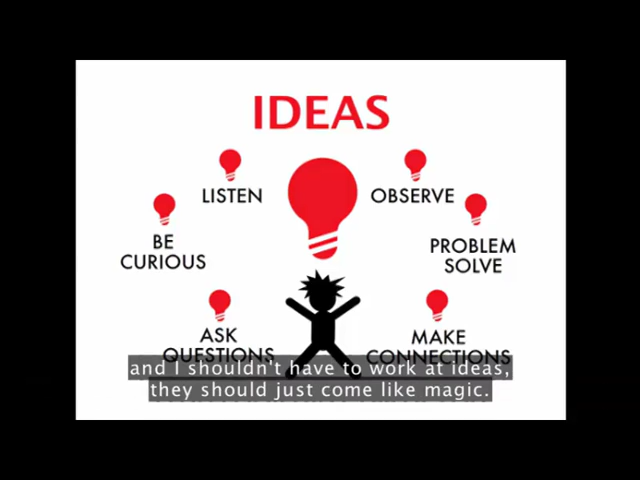 IDEAS
LISTEN
OBSERVE
BE
CURIOUS
PROBLEM
SOLVE
ASK
QUESTIONS
MAKE
CONNECTIONS
and I shouldn't have to work at ideas,
they should just come like magic.